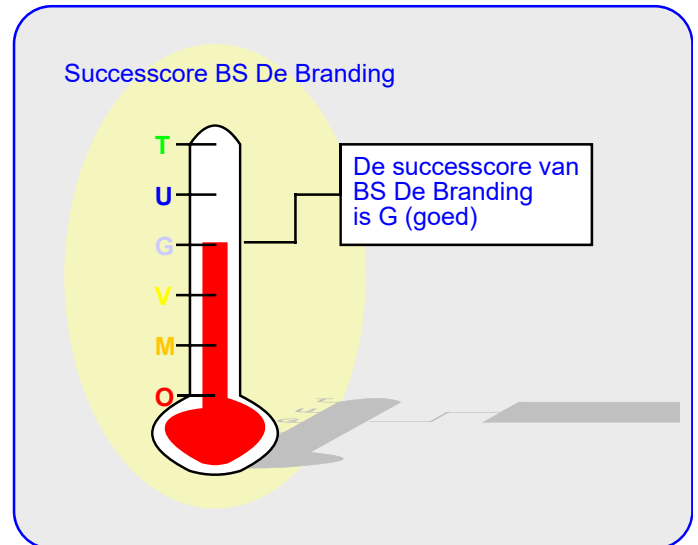 Successcore BS De Branding
T
U
G
V
M
O
De successcore van
BS De Branding
is G (goed)
T
U
G